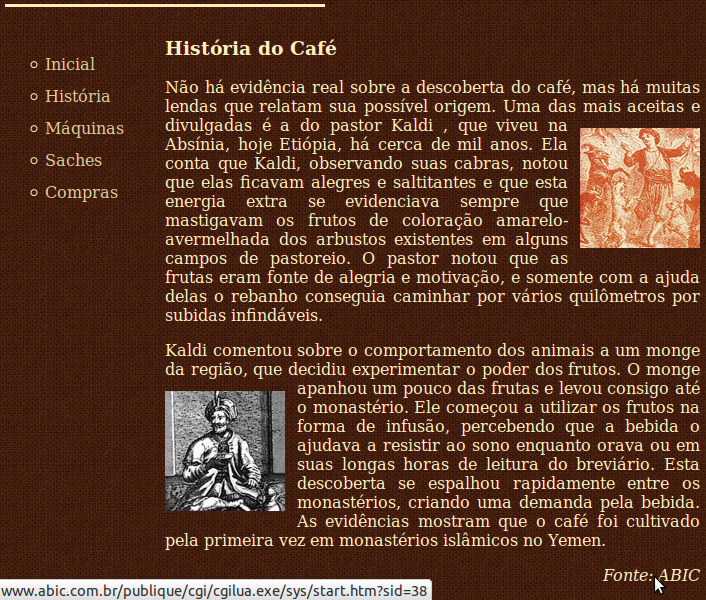 Inicial
História
Máquinas
Saches
Compras
História do Café
Não há evidência real sobre a descoberta do café, mas há muitas
lendas que relatam sua possível origem. Uma das mais aceitas e
divulgadas é a do pastor Kaldi , que viveu na
Absínia, hoje Etiópia, há cerca de mil anos. Ela
conta que Kaldi, observando suas cabras, notou
que elas ficavam alegres e saltitantes e que esta
energia extra se evidenciava sempre que
mastigavam os frutos de coloração amarelo-
avermelhada dos arbustos existentes em alguns
campos de pastoreio. O pastor notou que as
frutas eram fonte de alegria e motivação, e somente com a ajuda
delas o rebanho conseguia caminhar por vários quilômetros por
subidas infindáveis.
Kaldi comentou sobre o comportamento dos animais a um monge
da região, que decidiu experimentar o poder dos frutos. O monge
apanhou um pouco das frutas e levou consigo até
o monastério. Ele começou a utilizar os frutos na
forma de infusão, percebendo que a bebida o
ajudava a resistir ao sono enquanto orava ou em
suas longas horas de leitura do breviário. Esta
descoberta se espalhou rapidamente entre os
monastérios, criando uma demanda pela bebida.
As evidências mostram que o café foi cultivado
pela primeira vez em monastérios islâmicos no Yemen.
Fonte: ABIC
www.abic.com.br/publique/cgi/cgilua.exe/sys/start.htm?sid=38